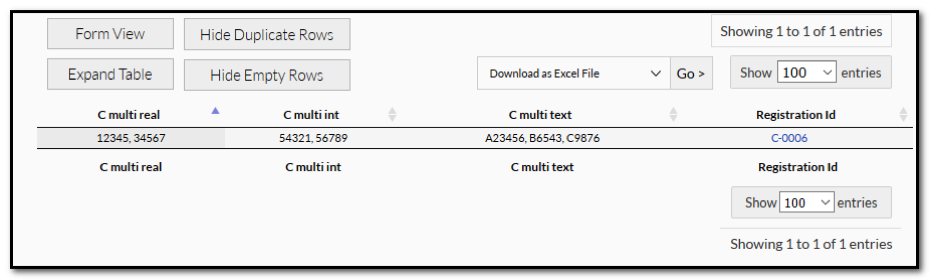 Form View
Hide Duplicate Rows
Showing 1 to 1 of 1 entries
Expand Table
Hide Empty Rows
Download as Excel File
Go >
Show 100 entries
C multi real
C multi int
C multi text
Registration Id
12345, 34567
54321, 56789
A23456, B6543, C9876
C-0006
C multi real
C multi int
C multi text
Registration Id
Show 100 entries
Showing 1 to 1 of 1 entries